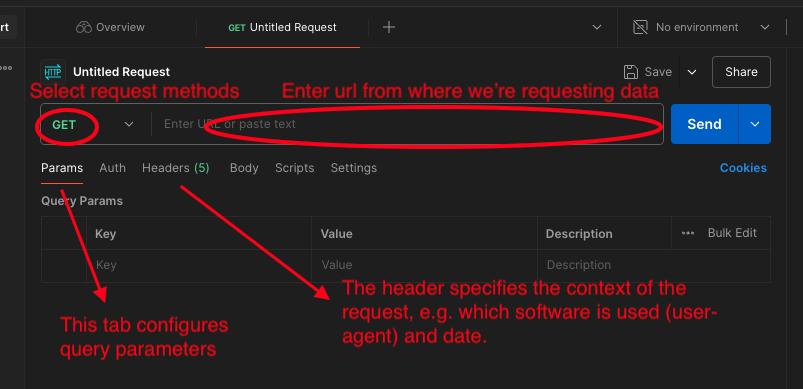 rt
Overview
GET Untitled Request
No environment
HTTP Untitled Request
Save
Share
Select request methods
Enter url from where we're requesting data
GET
Enter URL or paste text
Send
Params
Auth
Headers (5)
Body
Scripts
Settings
Cookies
Query Params
Key
Value
Description
Bulk Edit
Key
Value
Description
The header specifies the context of the
request, e.g. which software is used (user-
agent) and date.
This tab configures
query parameters